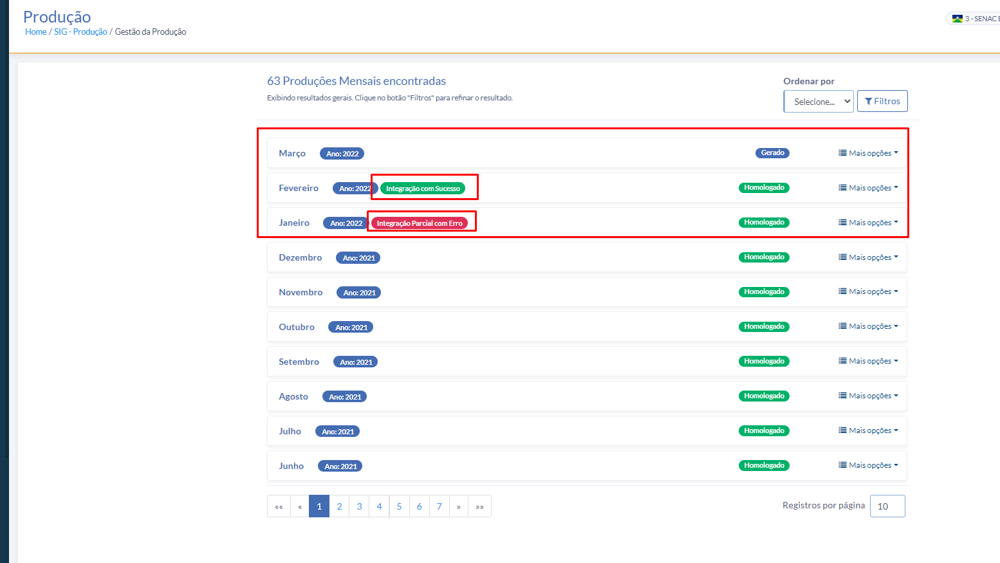 Produção
Home / SIG - Produção / Gestão da Produção
3 - SENAC
63 Produções Mensais encontradas
Exibindo resultados gerais. Clique no botão "Filtros" para refinar o resultado.
Ordenar por
Selecione...
Filtros
Março Ano: 2022 Gerado Mais opções
Fevereiro Ano: 2022 Integração com Sucesso Homologado Mais opções
Janeiro Ano: 2022 Integração Parcial com Erro Homologado Mais opções
Dezembro Ano: 2021 Homologado Mais opções
Novembro Ano: 2021 Homologado Mais opções
Outubro Ano: 2021 Homologado Mais opções
Setembro Ano: 2021 Homologado Mais opções
Agosto Ano: 2021 Homologado Mais opções
Julho Ano: 2021 Homologado Mais opções
Junho Ano: 2021 Homologado Mais opções
«« « 1 2 3 4 5 6 7 » »» Registros por página 10